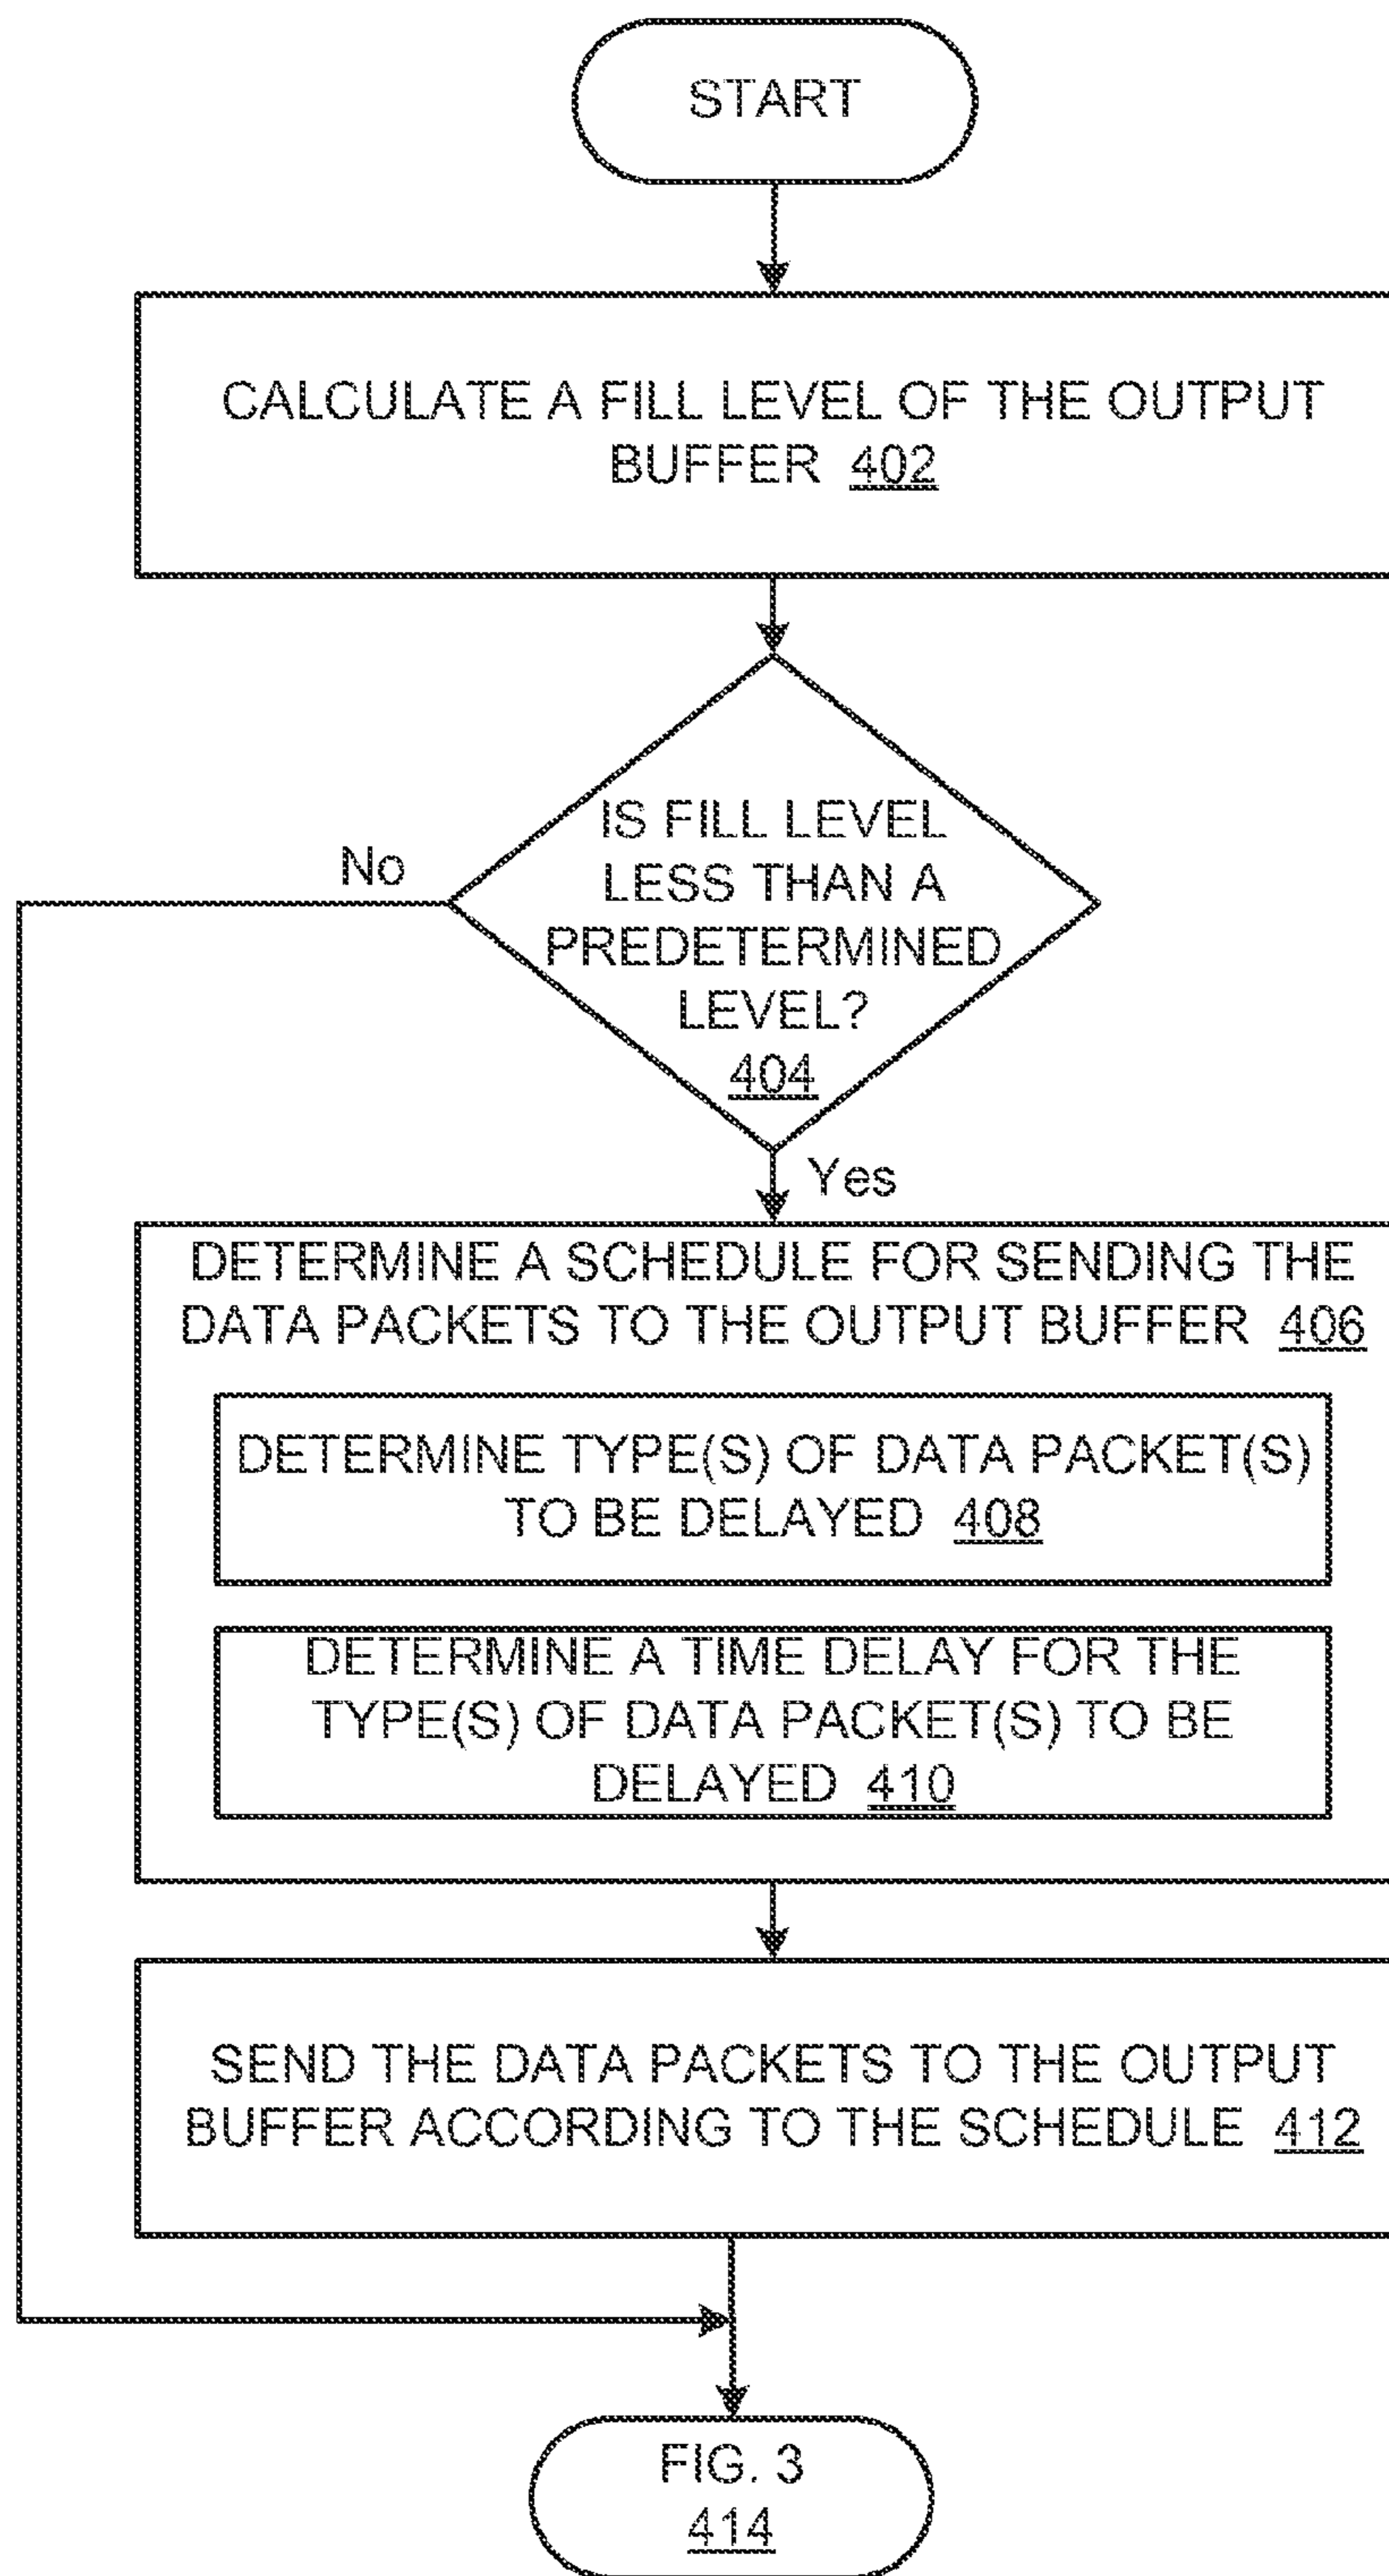 START
CALCULATE A FILL LEVEL OF THE OUTPUT
BUFFER 402
IS FILL LEVEL
LESS THAN A
PREDETERMINED
LEVEL?
404
No
Yes
DETERMINE A SCHEDULE FOR SENDING THE
DATA PACKETS TO THE OUTPUT BUFFER 406
DETERMINE TYPE(S) OF DATA PACKET(S)
TO BE DELAYED 408
DETERMINE A TIME DELAY FOR THE
TYPE(S) OF DATA PACKET(S) TO BE
DELAYED 410
SEND THE DATA PACKETS TO THE OUTPUT
BUFFER ACCORDING TO THE SCHEDULE 412
FIG. 3
414